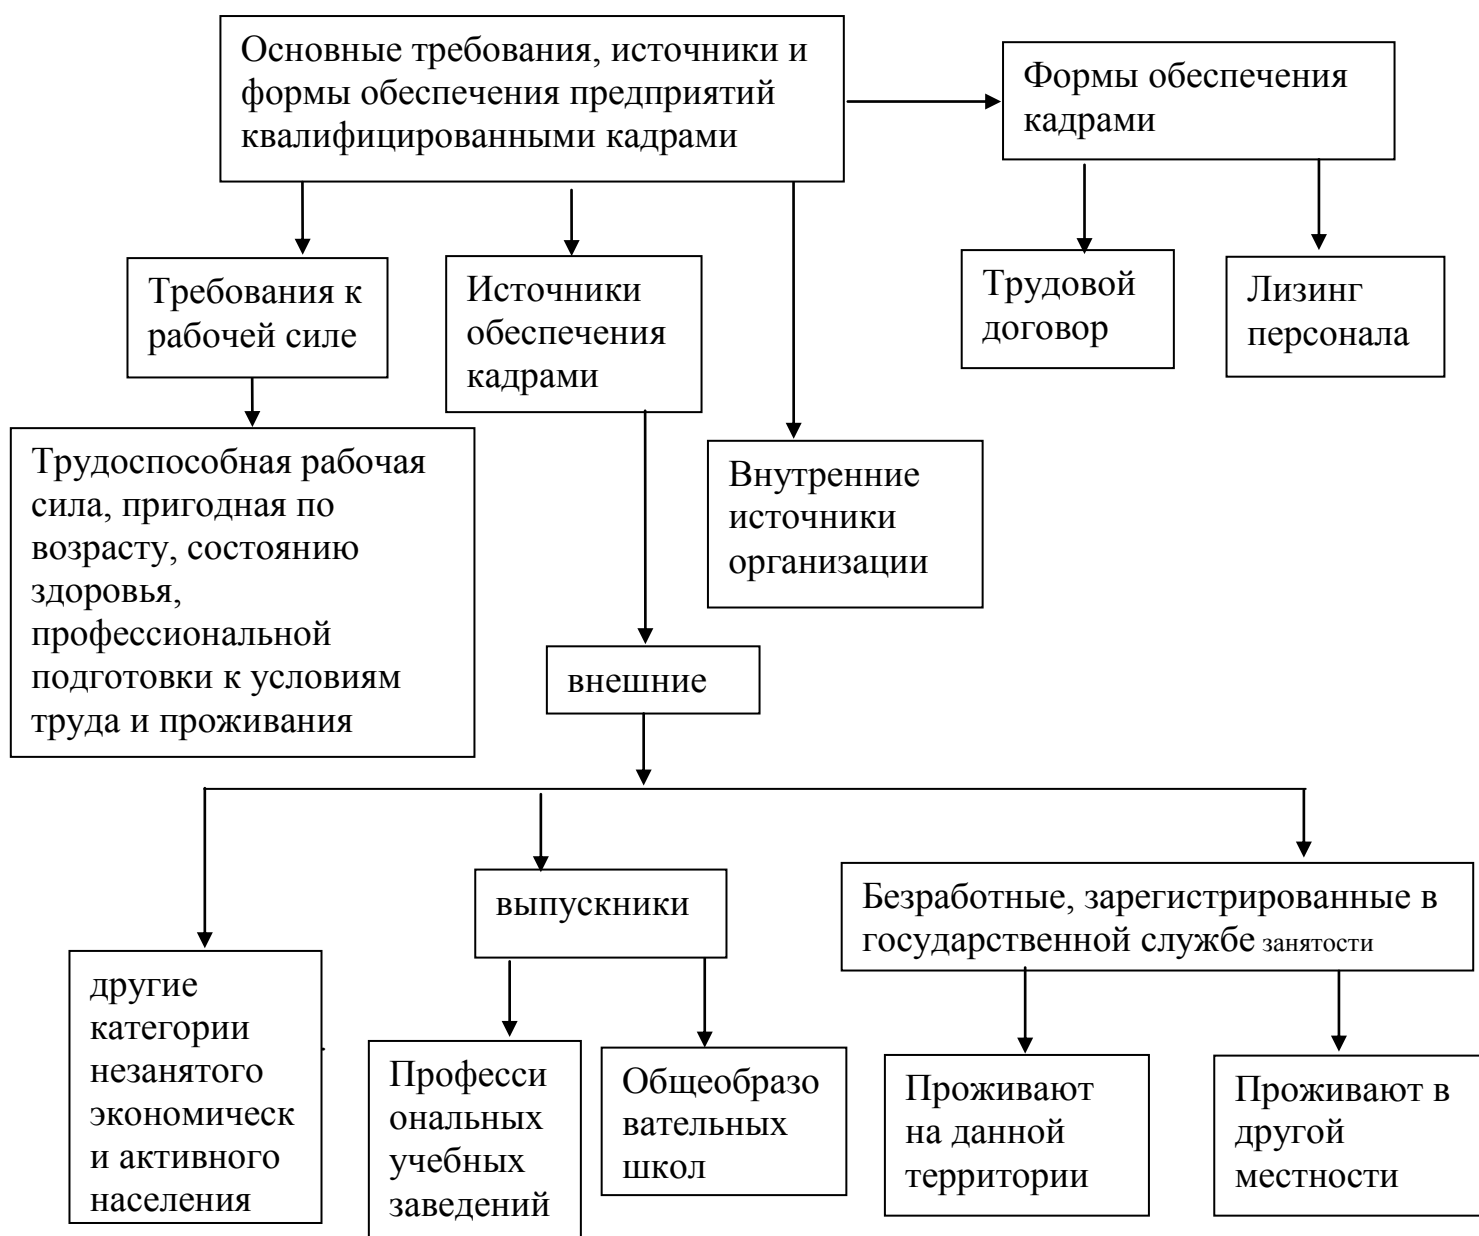 Основные требования, источники и
формы обеспечения предприятий
квалифицированными кадрами
Формы обеспечения
кадрами
Требования к
рабочей силе
Источники
обеспечения
кадрами
Трудовой
договор
Лизинг
персонала
Трудоспособная рабочая
сила, пригодная по
возрасту, состоянию
здоровья,
профессиональной
подготовки к условиям
труда и проживания
Внутренние
источники
организации
внешние
другие
категории
незанятого
экономическ
и активного
населения
выпускники
Безработные, зарегистрированные в
государственной службе занятости
Професси
ональных
учебных
заведений
Общеобразо
вательных
школ
Проживают
на данной
территории
Проживают в
другой
местности